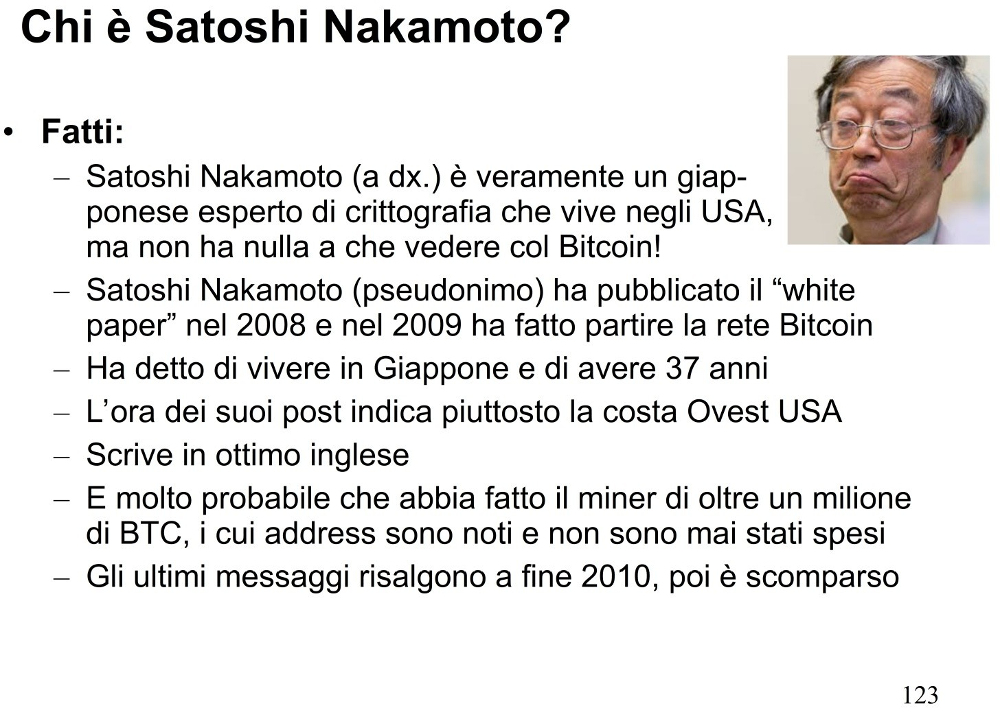 Chi è Satoshi Nakamoto?
• Fatti:
– Satoshi Nakamoto (a dx.) è veramente un giap-
ponese esperto di crittografia che vive negli USA,
ma non ha nulla a che vedere col Bitcoin!
– Satoshi Nakamoto (pseudonimo) ha pubblicato il “white
paper” nel 2008 e nel 2009 ha fatto partire la rete Bitcoin
– Ha detto di vivere in Giappone e di avere 37 anni
– L’ora dei suoi post indica piuttosto la costa Ovest USA
– Scrive in ottimo inglese
– E molto probabile che abbia fatto il miner di oltre un milione
di BTC, i cui address sono noti e non sono mai stati spesi
– Gli ultimi messaggi risalgono a fine 2010, poi è scomparso
123